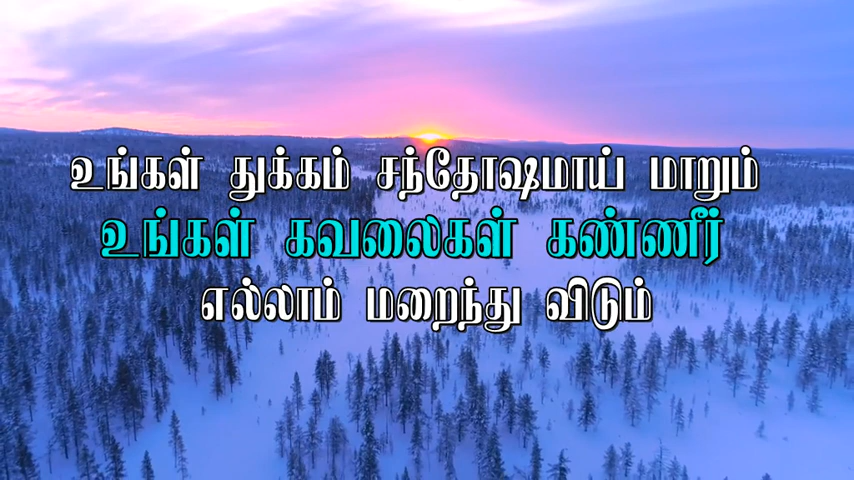 உங்கள் துக்கம் சந்தோஷமாய் மாறும்
உங்கள் கவலைகள் கண்ணீர்
எல்லாம் மறைந்து விடும்